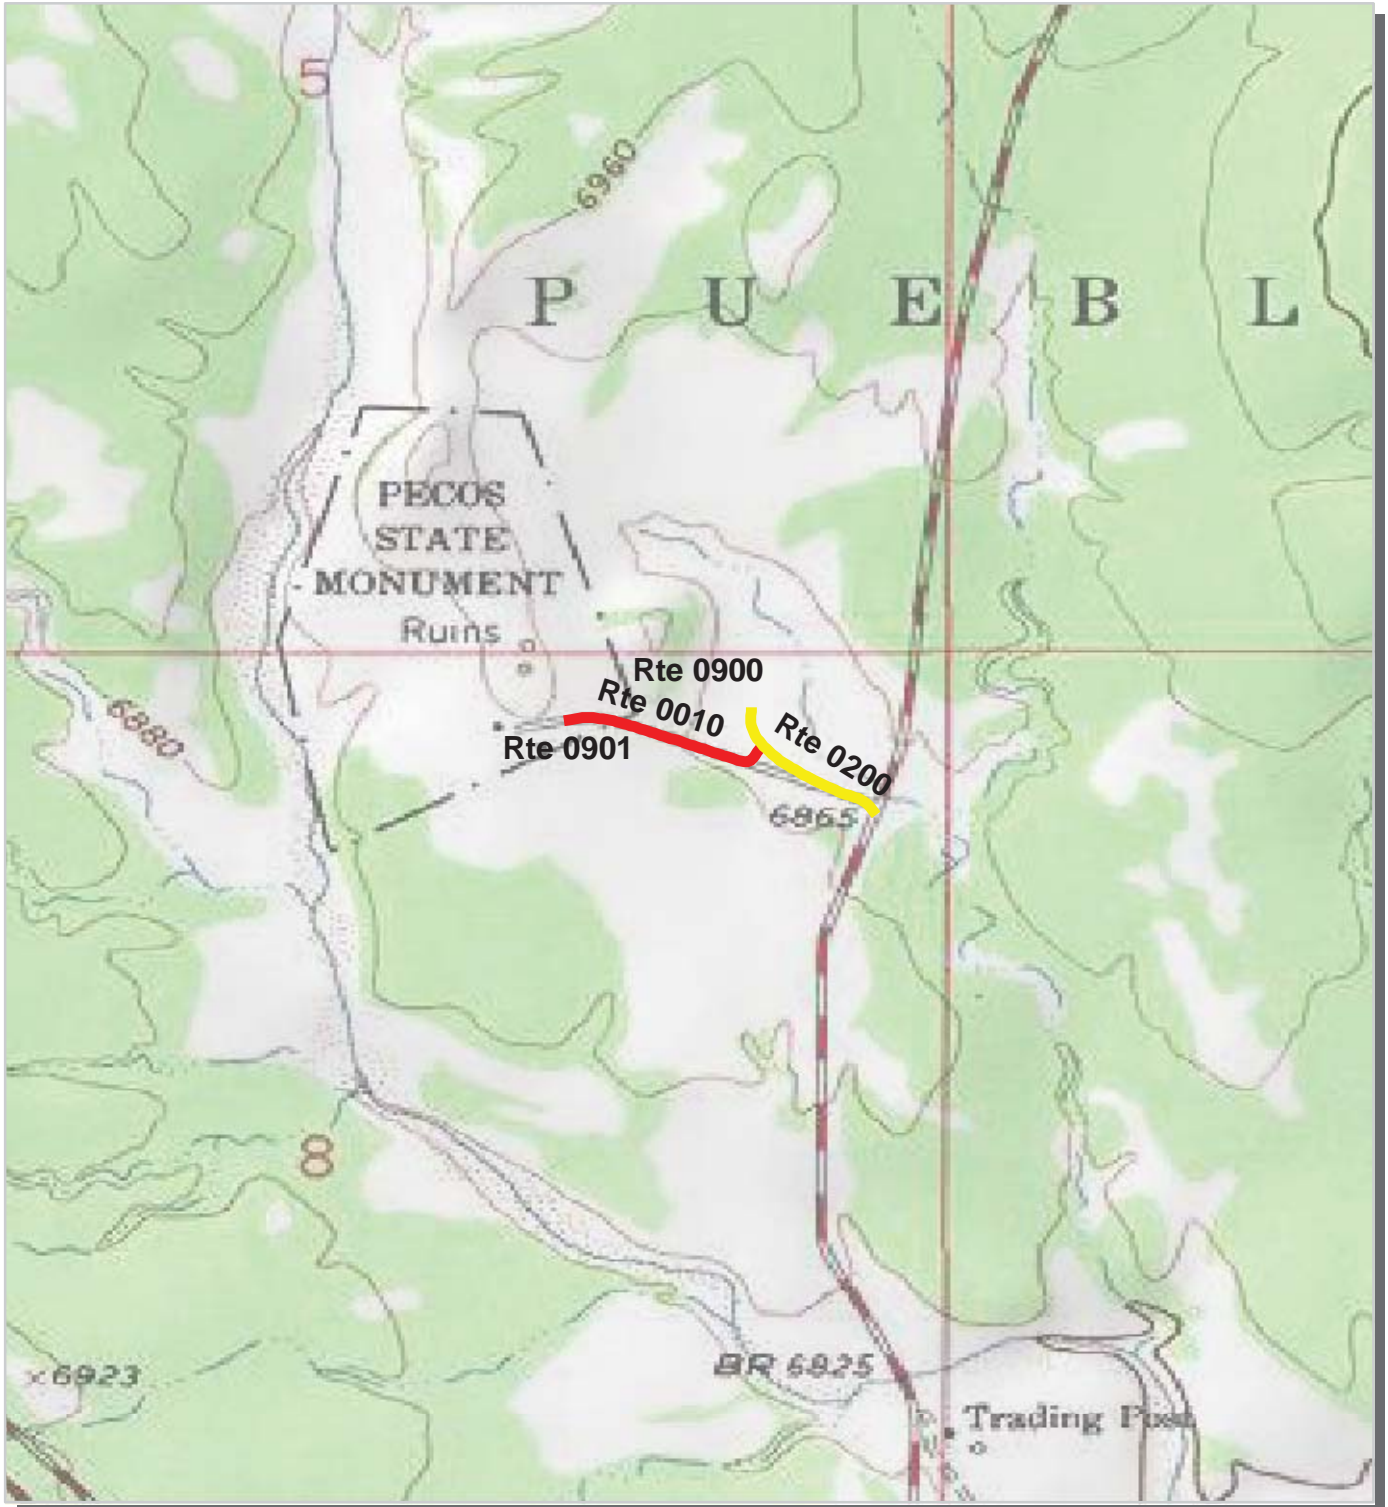 5
6960
P U E B L
PECOS
STATE
MONUMENT
Ruins
Rte 0900
Rte 0010
Rte 0901
Rte 0200
6880
6865
8
×6923
BR 6825
Trading Post